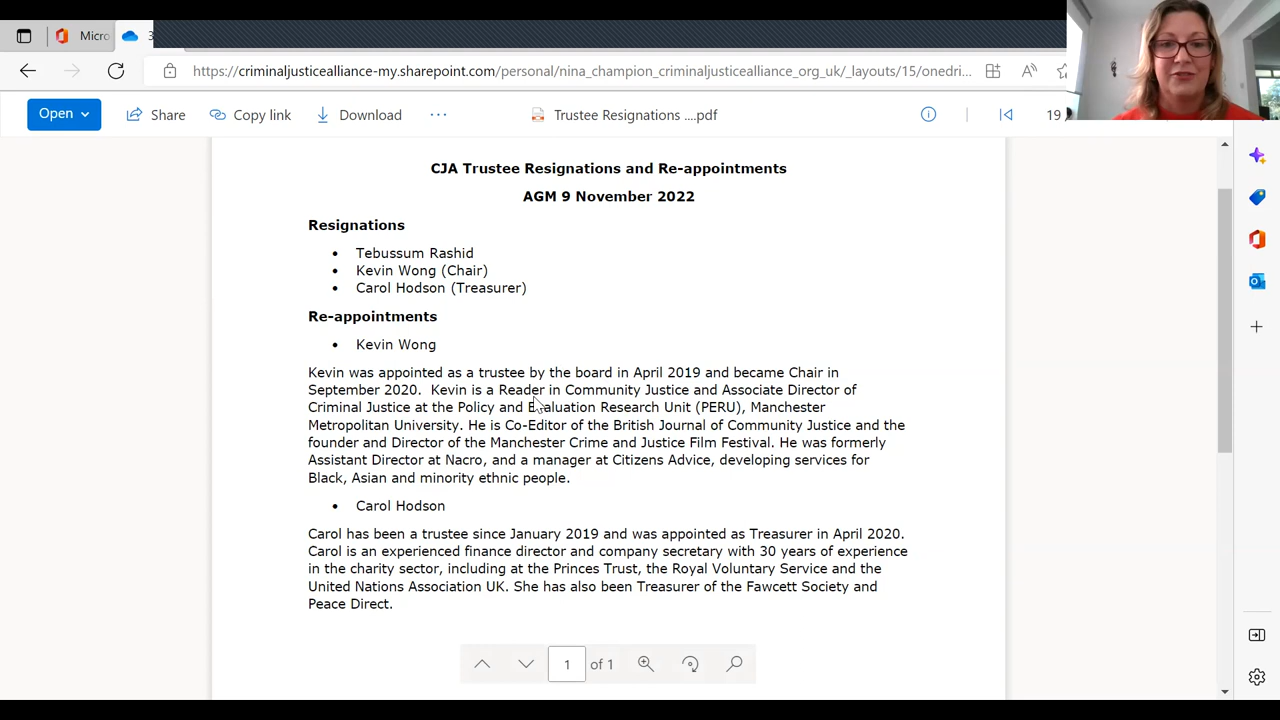 Micro
3
https://criminaljusticealliance-my.sharepoint.com/personal/nina_champion_criminaljusticealliance_org_uk/_layouts/15/onedri...
Open Share Copy link Download ... Trustee Resignations ....pdf 19
CJA Trustee Resignations and Re-appointments
AGM 9 November 2022
Resignations
• Tebussum Rashid
• Kevin Wong (Chair)
• Carol Hodson (Treasurer)
Re-appointments
• Kevin Wong
Kevin was appointed as a trustee by the board in April 2019 and became Chair in
September 2020. Kevin is a Reader in Community Justice and Associate Director of
Criminal Justice at the Policy and Evaluation Research Unit (PERU), Manchester
Metropolitan University. He is Co-Editor of the British Journal of Community Justice and the
founder and Director of the Manchester Crime and Justice Film Festival. He was formerly
Assistant Director at Nacro, and a manager at Citizens Advice, developing services for
Black, Asian and minority ethnic people.
• Carol Hodson
Carol has been a trustee since January 2019 and was appointed as Treasurer in April 2020.
Carol is an experienced finance director and company secretary with 30 years of experience
in the charity sector, including at the Princes Trust, the Royal Voluntary Service and the
United Nations Association UK. She has also been Treasurer of the Fawcett Society and
Peace Direct.
1 of 1